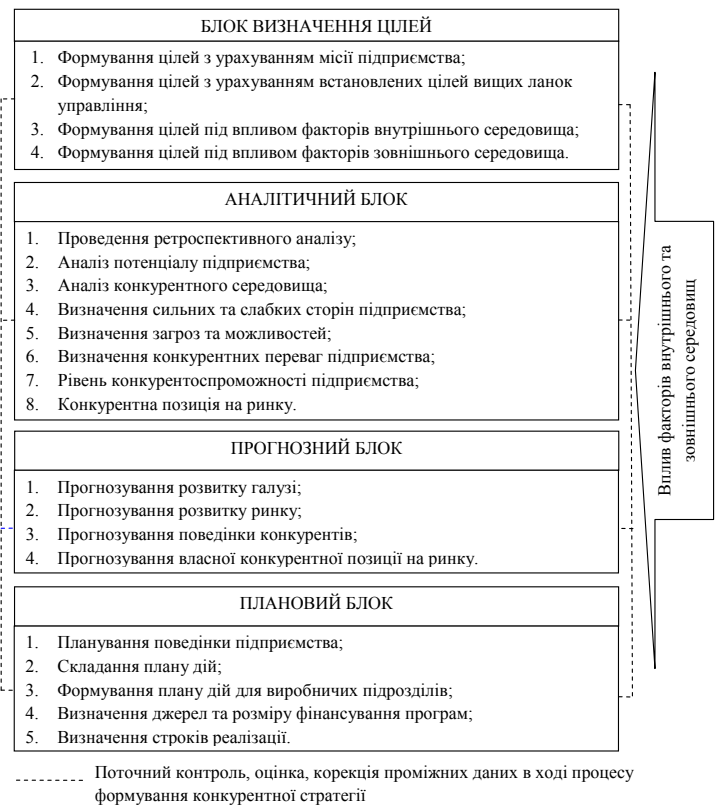 БЛОК ВИЗНАЧЕННЯ ЦІЛЕЙ
1. Формування цілей з урахуванням місії підприємства;
2. Формування цілей з урахуванням встановлених цілей вищих ланок
управління;
3. Формування цілей під впливом факторів внутрішнього середовища;
4. Формування цілей під впливом факторів зовнішнього середовища.
АНАЛІТИЧНИЙ БЛОК
1. Проведення ретроспективного аналізу;
2. Аналіз потенціалу підприємства;
3. Аналіз конкурентного середовища;
4. Визначення сильних та слабких сторін підприємства;
5. Визначення загроз та можливостей;
6. Визначення конкурентних переваг підприємства;
7. Рівень конкурентоспроможності підприємства;
8. Конкурентна позиція на ринку.
ПРОГНОЗНИЙ БЛОК
1. Прогнозування розвитку галузі;
2. Прогнозування розвитку ринку;
3. Прогнозування поведінки конкурентів;
4. Прогнозування власної конкурентної позиції на ринку.
ПЛАНОВИЙ БЛОК
1. Планування поведінки підприємства;
2. Складання плану дій;
3. Формування плану дій для виробничих підрозділів;
4. Визначення джерел та розміру фінансування програм;
5. Визначення строків реалізації.
Вплив факторів внутрішнього та
зовнішнього середовищ
Поточний контроль, оцінка, корекція проміжних даних в ході процесу
формування конкурентної стратегії